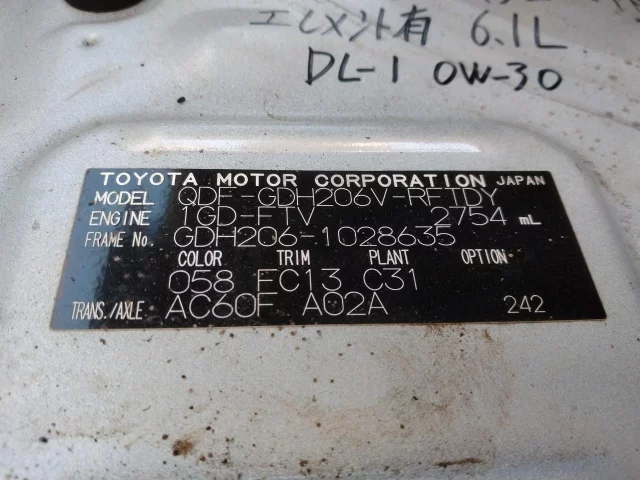 エレメント有 6.1L
DL-1 0W-30
TOYOTA MOTOR CORPORATION JAPAN
MODEL QDF-GDH206V-RFTDY
ENGINE 1GD-FTV 2754 mL
FRAME No. GDH206-1028635
COLOR TRIM PLANT OPTION
058 FC13 C31
TRANS./AXLE AC60F A02A 242